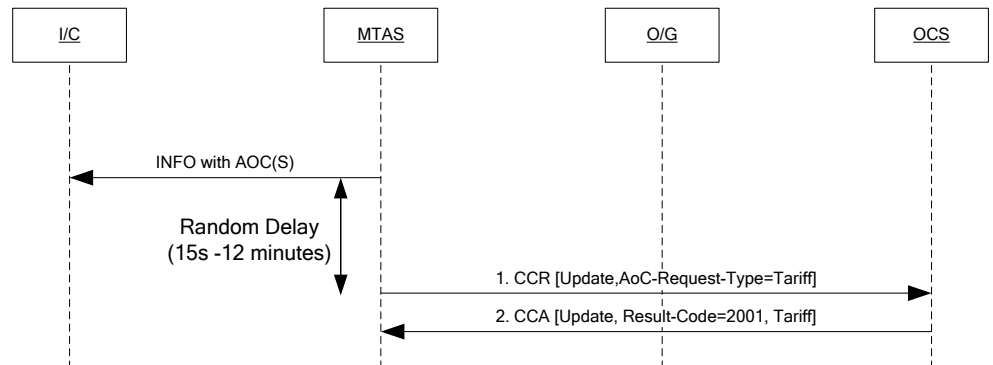 I/C
MTAS
O/G
OCS
INFO with AOC(S)
Random Delay
(15s -12 minutes)
1. CCR [Update,AoC-Request-Type=Tariff]
2. CCA [Update, Result-Code=2001, Tariff]